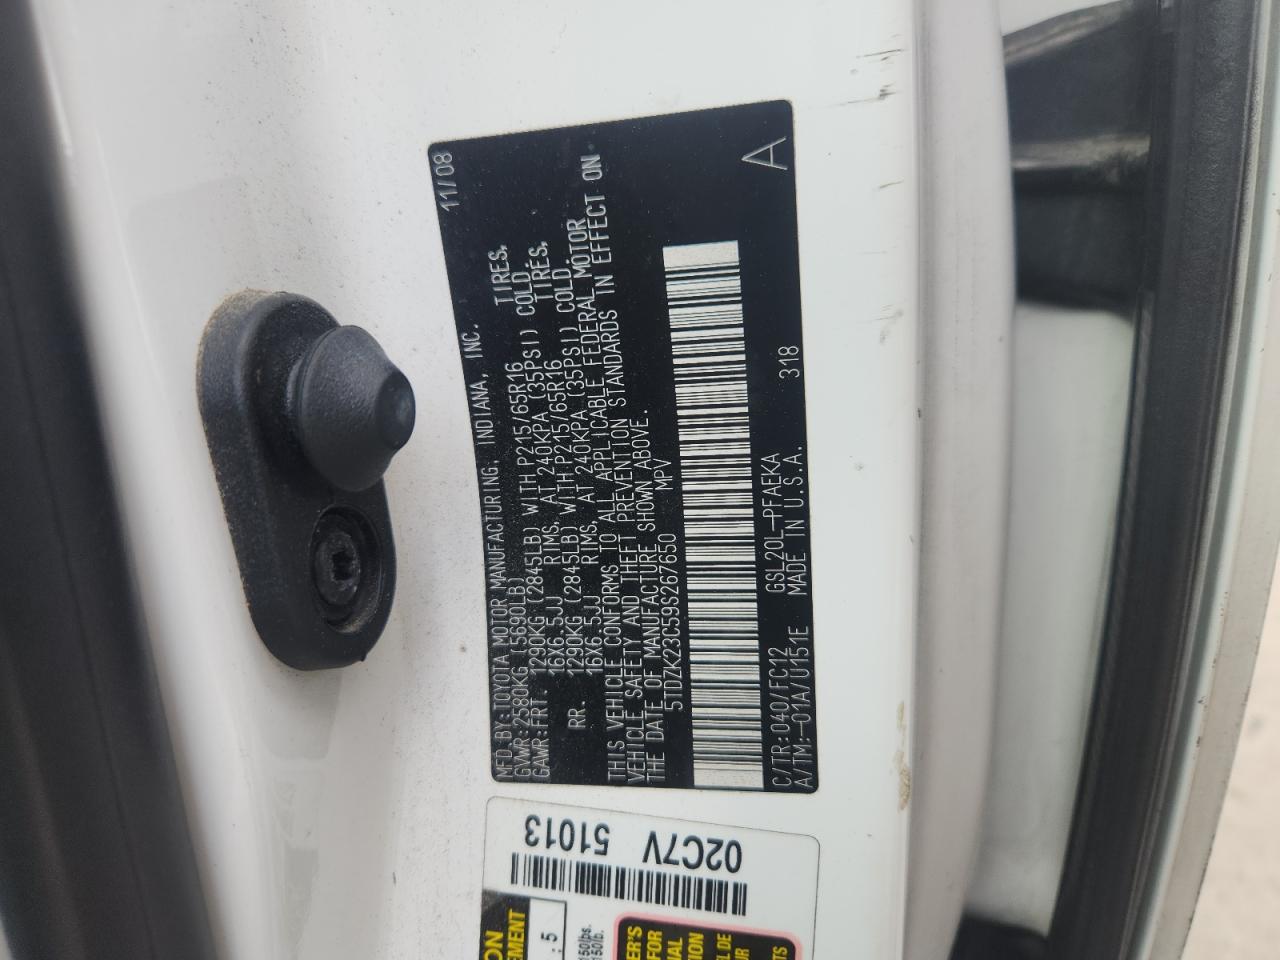 MFD BY:TOYOTA MOTOR MANUFACTURING, INDIANA, INC. 11/08
GVWR:2580KG (5690LB)
GAWR:FRT. 1290KG (2845LB) WITH P215/65R16 TIRES,
16X6.5JJ RIMS, AT 240KPA (35PSI) COLD.
RR. 1290KG (2845LB) WITH P215/65R16 TIRES,
16X6.5JJ RIMS, AT 240KPA (35PSI) COLD.
THIS VEHICLE CONFORMS TO ALL APPLICABLE FEDERAL MOTOR
VEHICLE SAFETY AND THEFT PREVENTION STANDARDS IN EFFECT ON
THE DATE OF MANUFACTURE SHOWN ABOVE.
5TDZK23C59S267650 MPV
A
C/TR:040/FC12 GSL20L-PFAEKA
A/TM:-01A/U151E MADE IN U.S.A. 318
51013
02C7V
: 5
150lbs.
150lb.